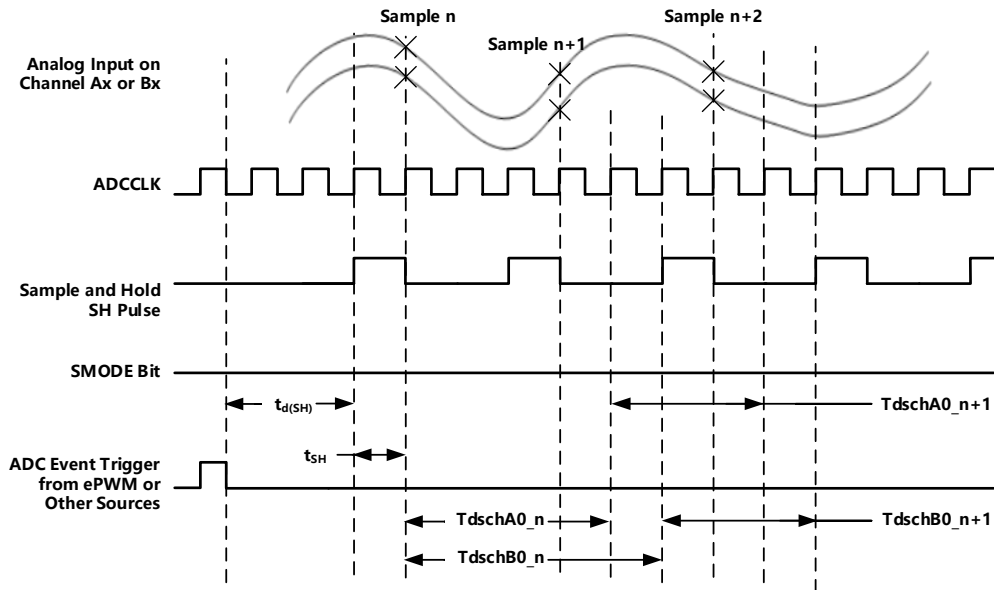 Sample n
Sample n+2
Sample n+1
Analog Input on
Channel Ax or Bx
ADCCLK
Sample and Hold
SH Pulse
SMODE Bit
td(SH)
TdschA0_n+1
tSH
ADC Event Trigger
from ePWM or
Other Sources
TdschA0_n
TdschB0_n+1
TdschB0_n